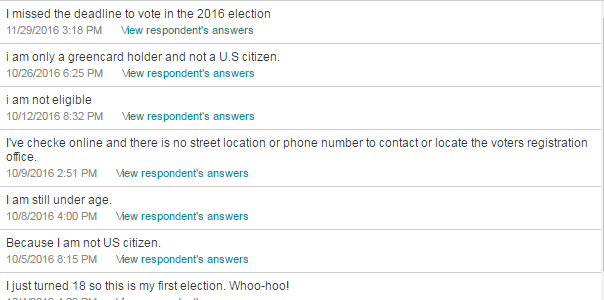 I missed the deadline to vote in the 2016 election
11/29/2016 3:18 PM View respondent's answers
i am only a greencard holder and not a U.S citizen.
10/26/2016 6:25 PM View respondent's answers
i am not eligible
10/12/2016 8:32 PM View respondent's answers
I've checke online and there is no street location or phone number to contact or locate the voters registration
office.
10/9/2016 2:51 PM View respondent's answers
I am still under age.
10/8/2016 4:00 PM View respondent's answers
Because I am not US citizen.
10/5/2016 8:15 PM View respondent's answers
I just turned 18 so this is my first election. Whoo-hoo!